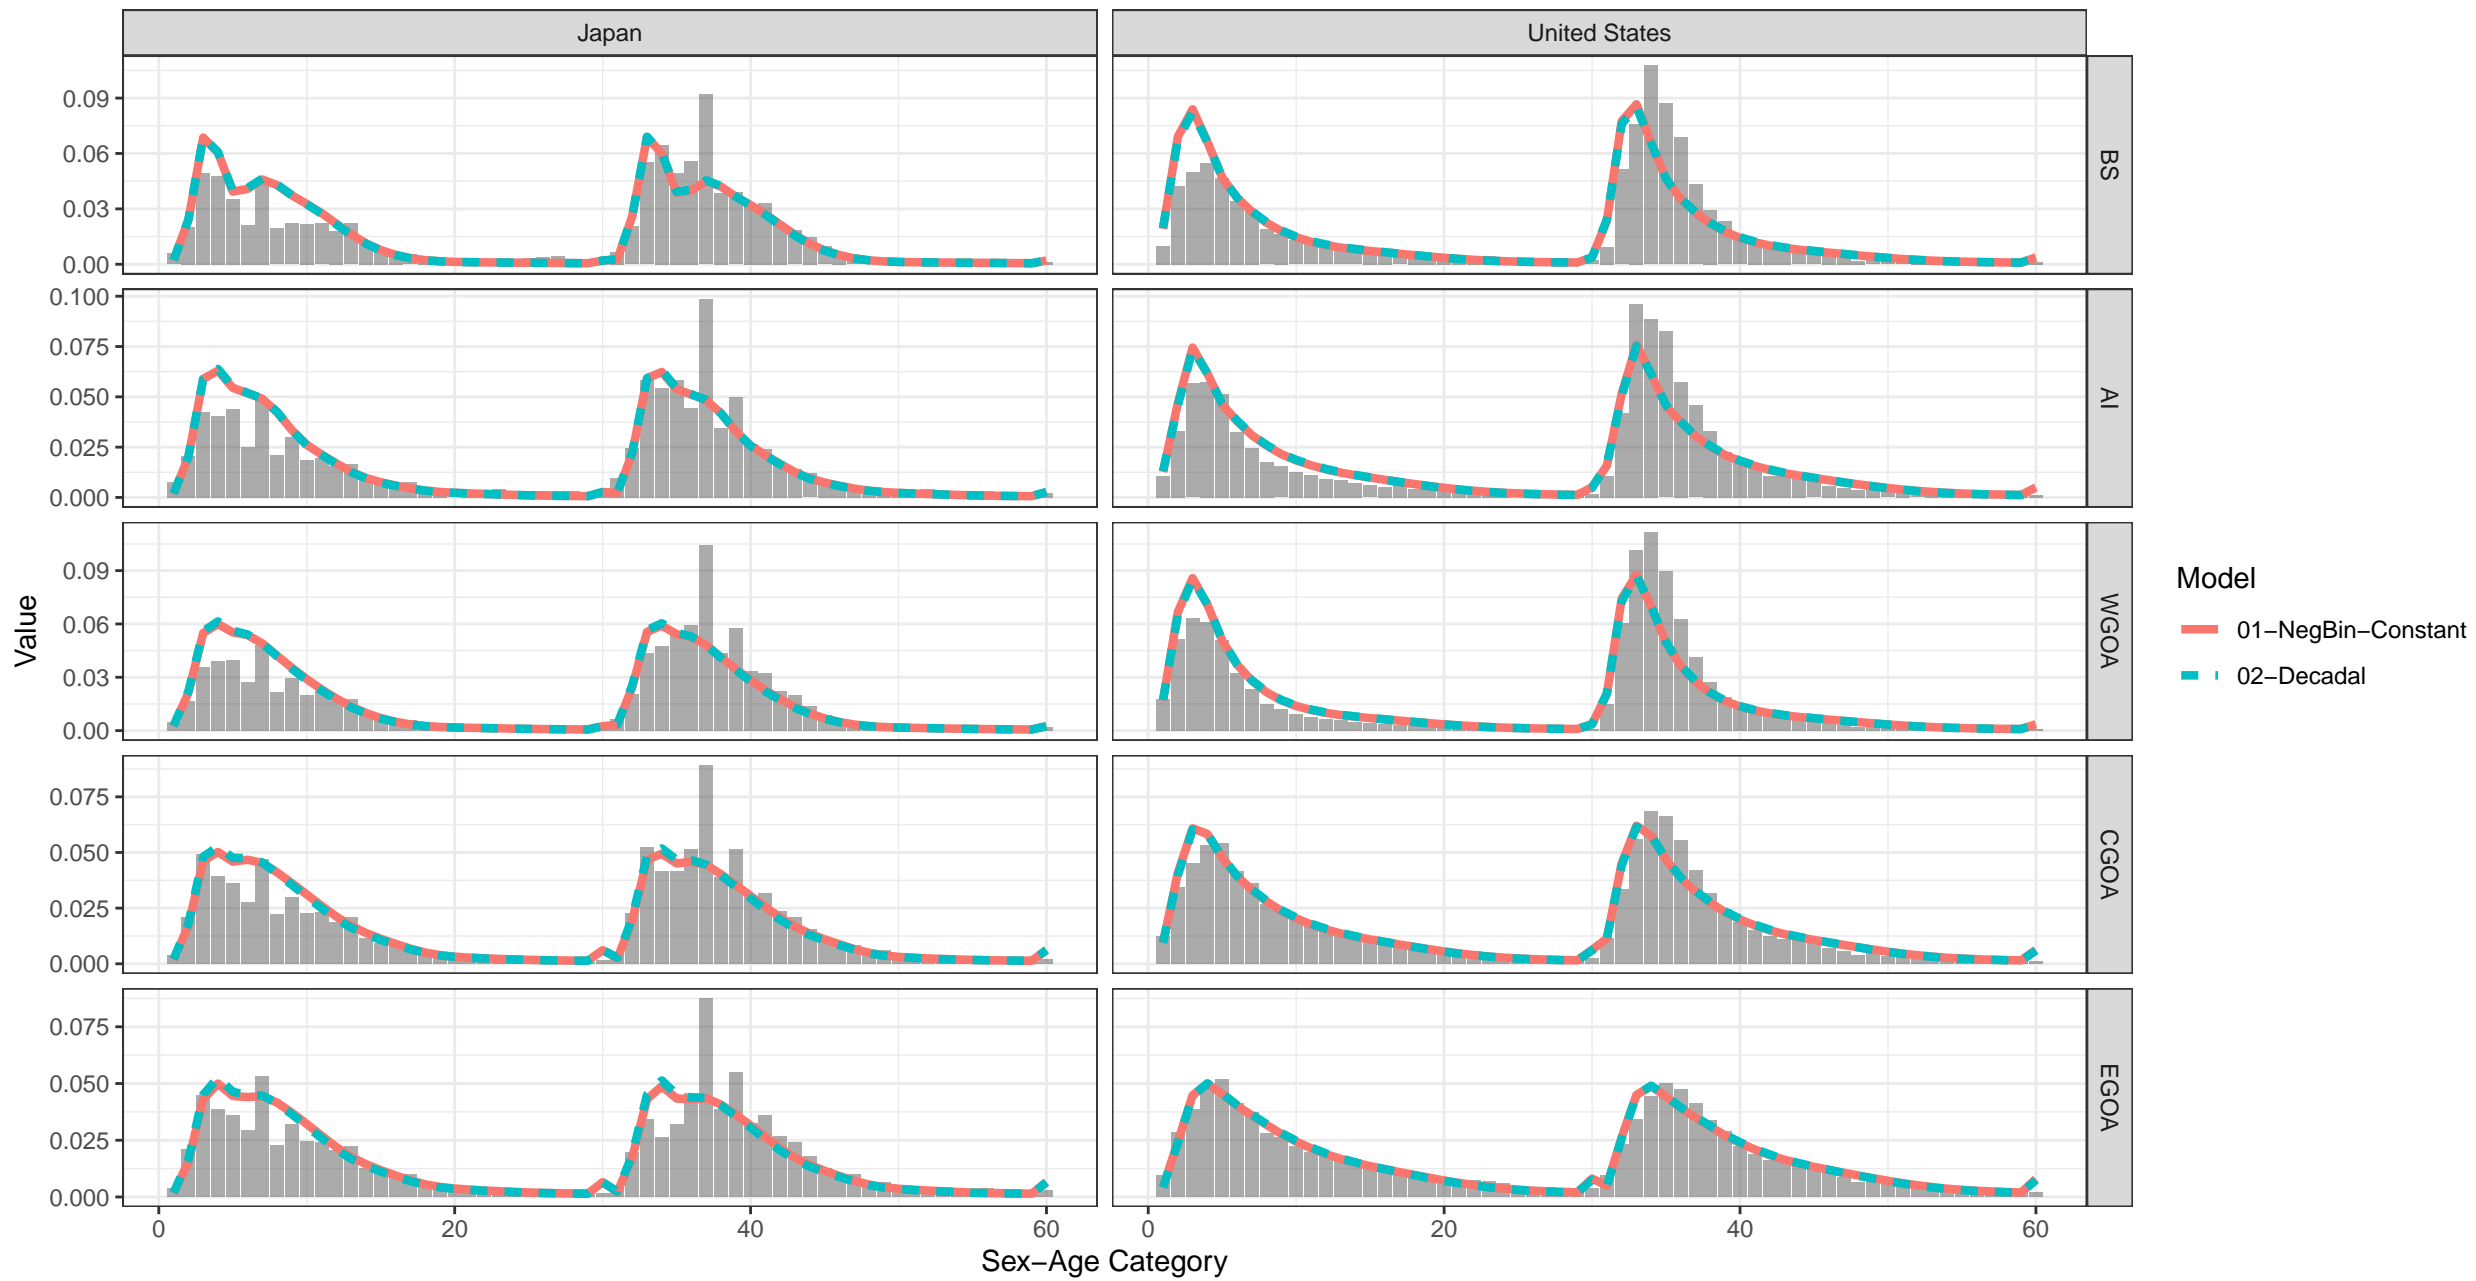 Japan
United States
0.09
0.06
0.03
0.00
BS
0.100
0.075
0.050
0.025
0.000
AI
0.09
0.06
0.03
0.00
WGOA
0.075
0.050
0.025
0.000
CGOA
0.075
0.050
0.025
0.000
EGOA
0 20 40 60
0 20 40 60
Sex−Age Category
Value
Model
01−NegBin−Constant
02−Decadal